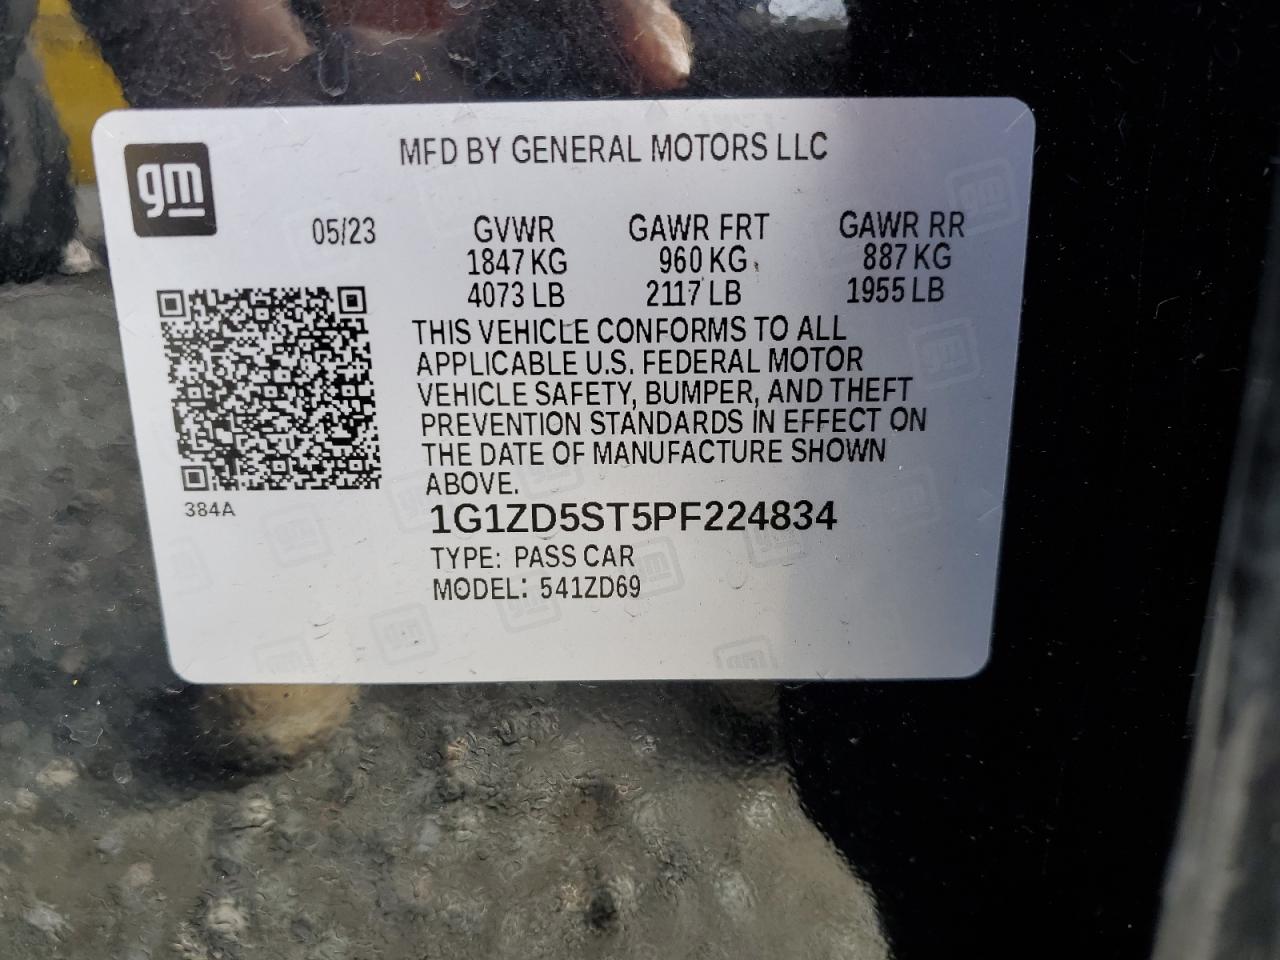 MFD BY GENERAL MOTORS LLC
gm
05/23 GVWR GAWR FRT GAWR RR
1847 KG 960 KG 887 KG
4073 LB 2117 LB 1955 LB
THIS VEHICLE CONFORMS TO ALL
APPLICABLE U.S. FEDERAL MOTOR
VEHICLE SAFETY, BUMPER, AND THEFT
PREVENTION STANDARDS IN EFFECT ON
THE DATE OF MANUFACTURE SHOWN
ABOVE.
384A
1G1ZD5ST5PF224834
TYPE: PASS CAR
MODEL: 541ZD69